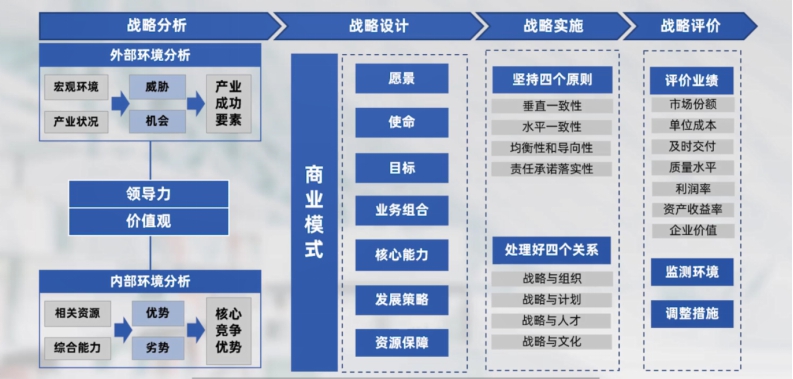 战略分析
战略设计
战略实施
战略评价
外部环境分析
宏观环境
产业状况
威胁
机会
产业
成功
要素
领导力
价值观
内部环境分析
相关资源
综合能力
优势
劣势
核心
竞争
优势
商业模式
愿景
使命
目标
业务组合
核心能力
发展策略
资源保障
坚持四个原则
垂直一致性
水平一致性
均衡性和导向性
责任承诺落实性
处理好四个关系
战略与组织
战略与计划
战略与人才
战略与文化
评价业绩
市场份额
单位成本
及时交付
质量水平
利润率
资产收益率
企业价值
监测环境
调整措施